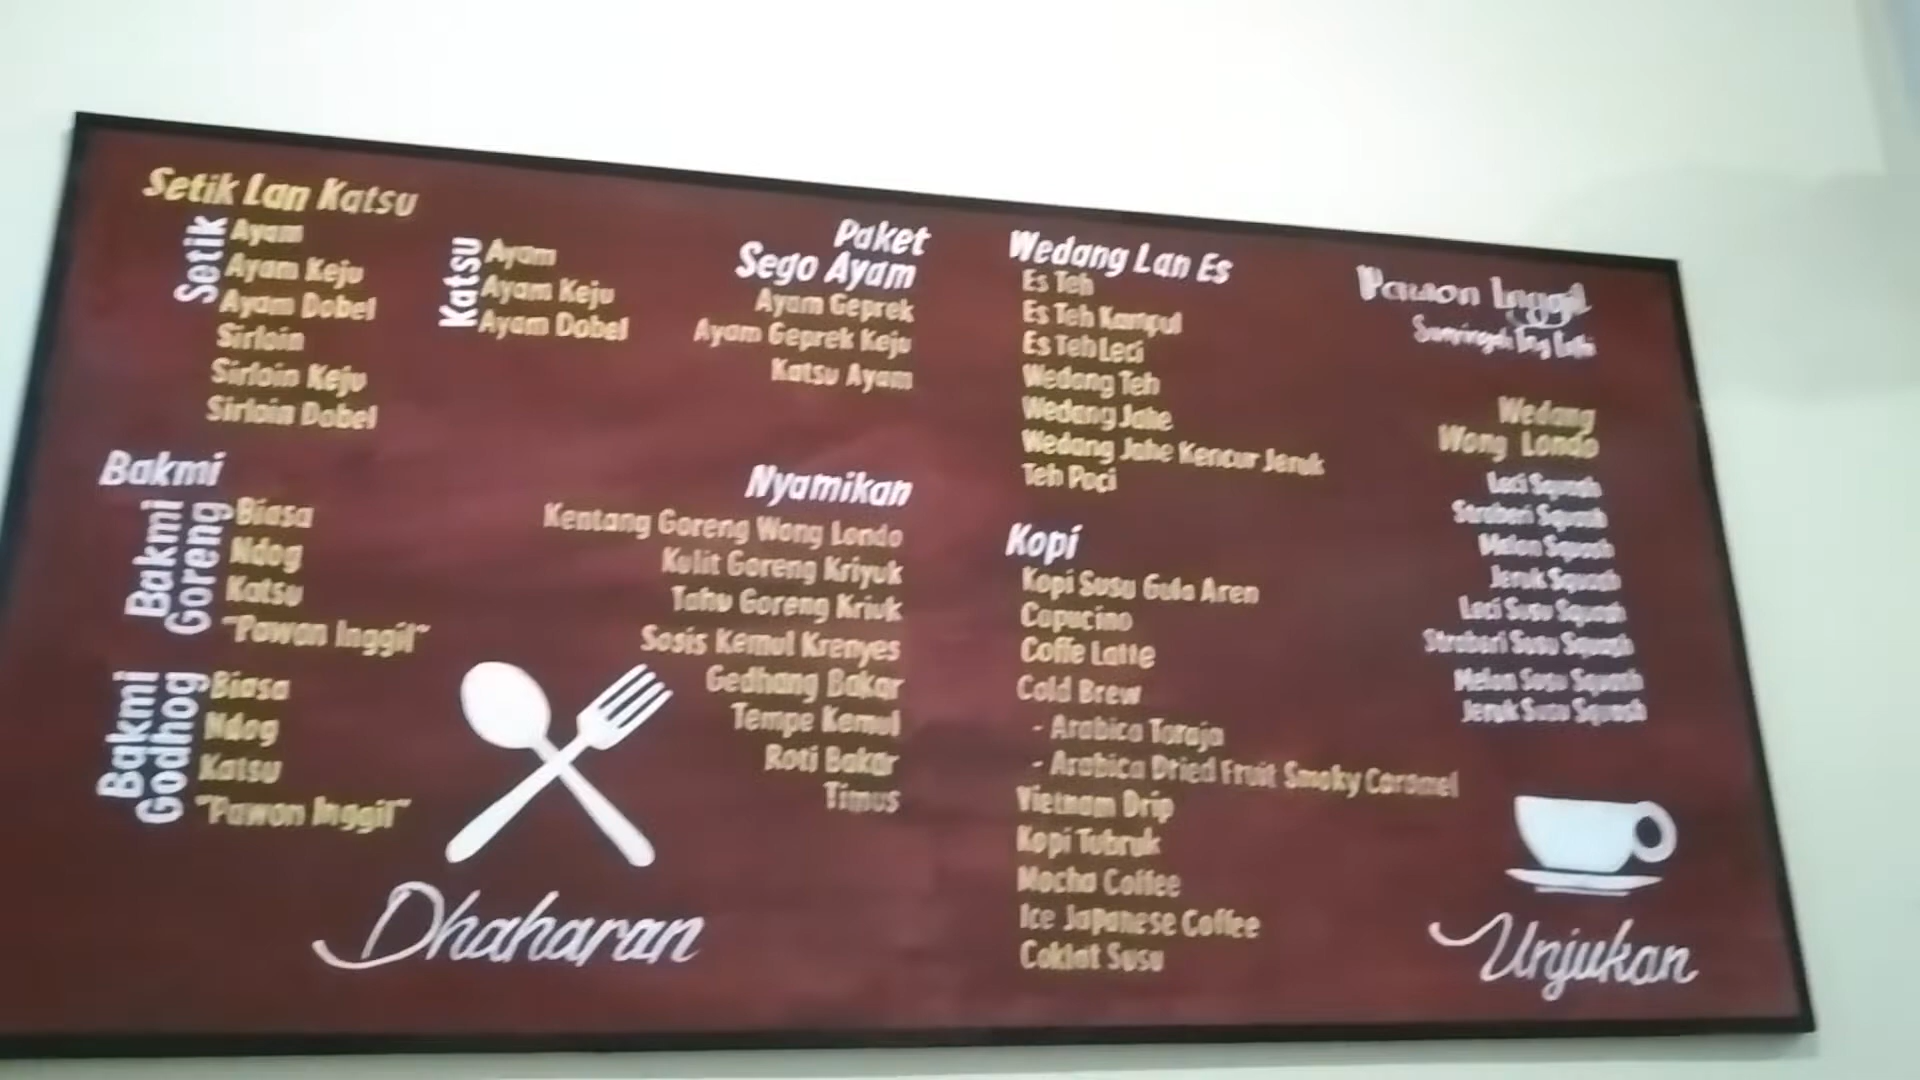 Setik Lan Katsu
Setik
Ayam
Ayam Keju
Ayam Dobel
Sirloin
Sirloin Keju
Sirloin Dobel
Katsu
Ayam
Ayam Keju
Ayam Dobel
Paket
Sego Ayam
Ayam Geprek
Ayam Geprek Keju
Katsu Ayam
Bakmi
Bakmi
Goreng
Biasa
Ndog
Katsu
"Pawon Inggil"
Bakmi
Godhog
Biasa
Ndog
Katsu
"Pawon Inggil"
Nyamikan
Kentang Goreng Wong Londo
Kulit Goreng Kriyuk
Tahu Goreng Kriuk
Sosis Kemul Krenyes
Gedhang Bakar
Tempe Kemul
Roti Bakar
Timus
Dhaharan
Wedang Lan Es
Es Teh
Es Teh Kampul
Es Teh Leci
Wedang Teh
Wedang Jahe
Wedang Jahe Kencur Jeruk
Teh Poci
Kopi
Kopi Susu Gula Aren
Capucino
Coffe Latte
Cold Brew
- Arabica Toraja
- Arabica Dried Fruit Smoky Caramel
Vietnam Drip
Kopi Tubruk
Mocha Coffee
Ice Japanese Coffee
Coklat Susu
Pawon Inggil
Sumringah Ing
Wedang
Wong Londo
Leci Squash
Stroberi Squash
Melon Squash
Jeruk Squash
Leci Susu Squash
Stroberi Susu Squash
Melon Susu Squash
Jeruk Susu Squash
Unjukan